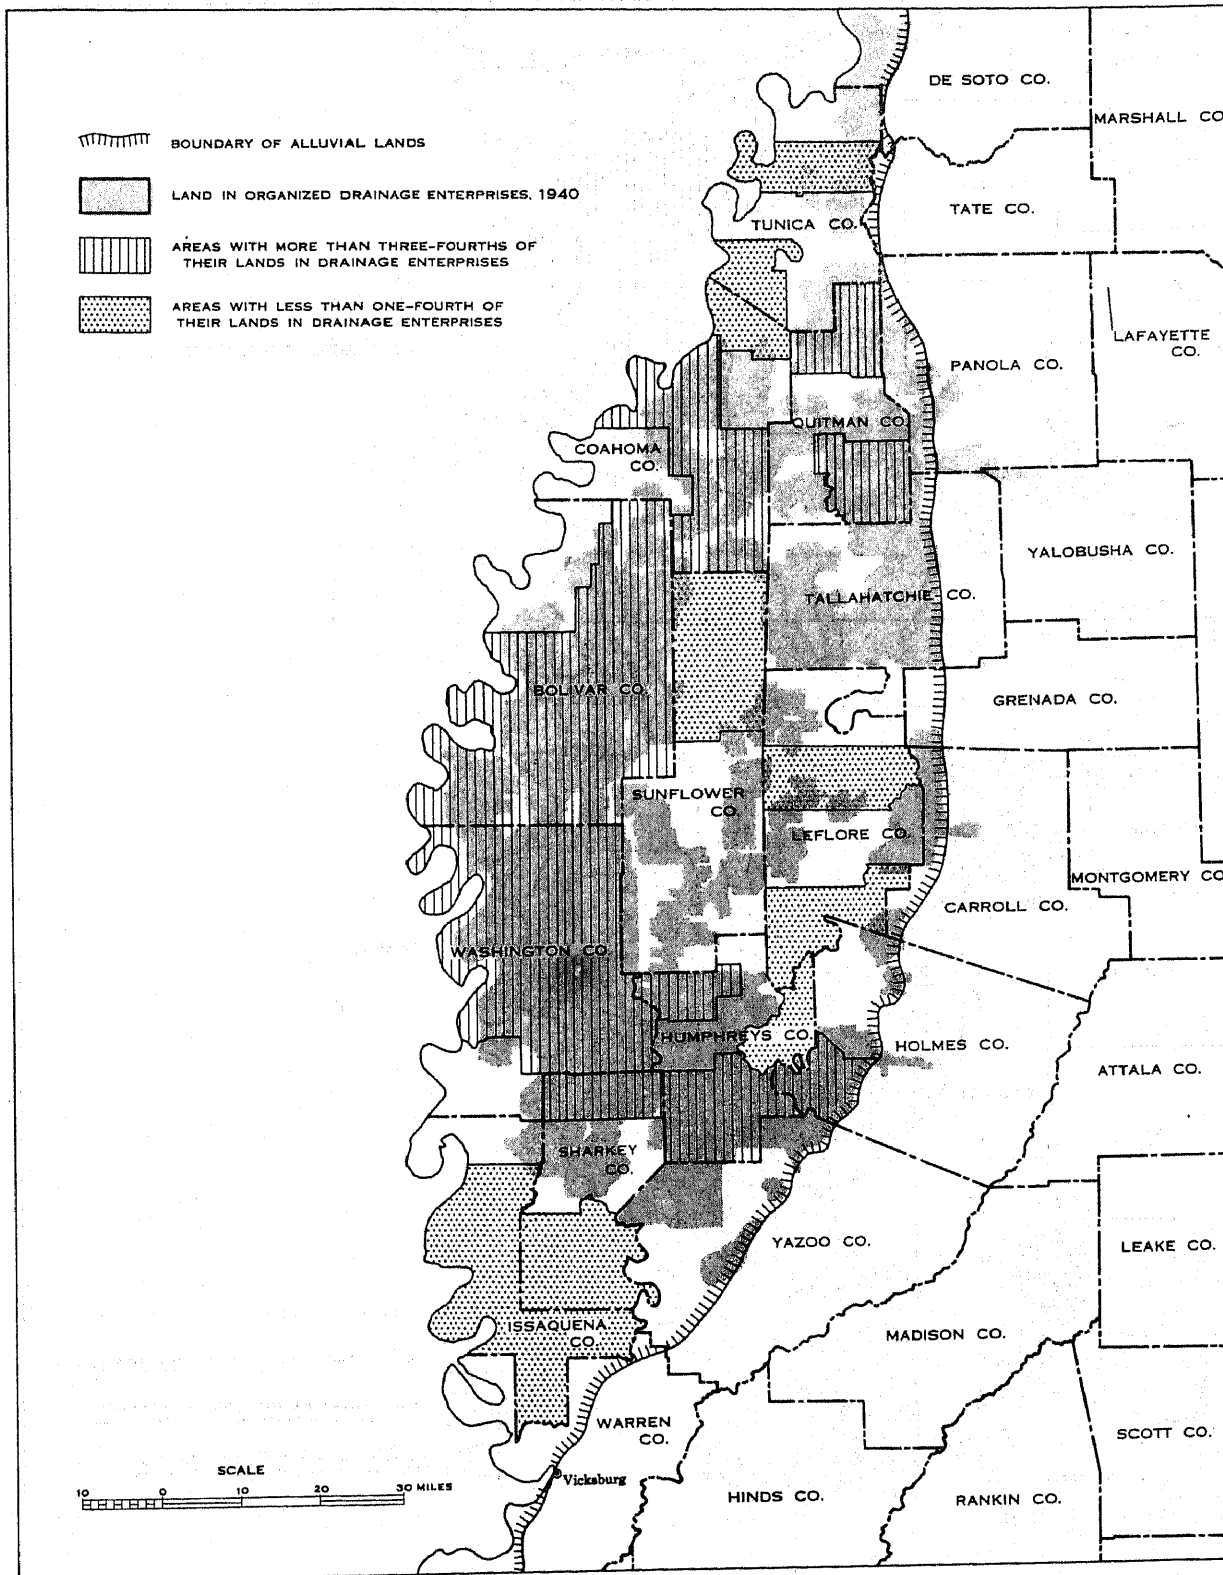 DE SOTO CO.
MARSHALL CO
BOUNDARY OF ALLUVIAL LANDS
LAND IN ORGANIZED DRAINAGE ENTERPRISES, 1940
TATE CO.
TUNICA CO.
AREAS WITH MORE THAN THREE-FOURTHS OF
THEIR LANDS IN DRAINAGE ENTERPRISES
AREAS WITH LESS THAN ONE-FOURTH OF
THEIR LANDS IN DRAINAGE ENTERPRISES
LAFAYETTE
CO.
PANOLA CO.
QUITMAN CO.
COAHOMA
CO.
YALOBUSHA CO.
TALLAHATCHIE CO.
BOLIVAR CO.
GRENADA CO.
SUNFLOWER
CO.
LEFLORE CO.
MONTGOMERY CO
CARROLL CO.
WASHINGTON CO.
HUMPHREYS CO.
HOLMES CO.
ATTALA CO.
SHARKEY
CO.
YAZOO CO.
LEAKE CO.
ISSAQUENA
CO.
MADISON CO.
WARREN
CO.
SCOTT CO.
SCALE
10 0 10 20 30 MILES
Vicksburg
HINDS CO.
RANKIN CO.